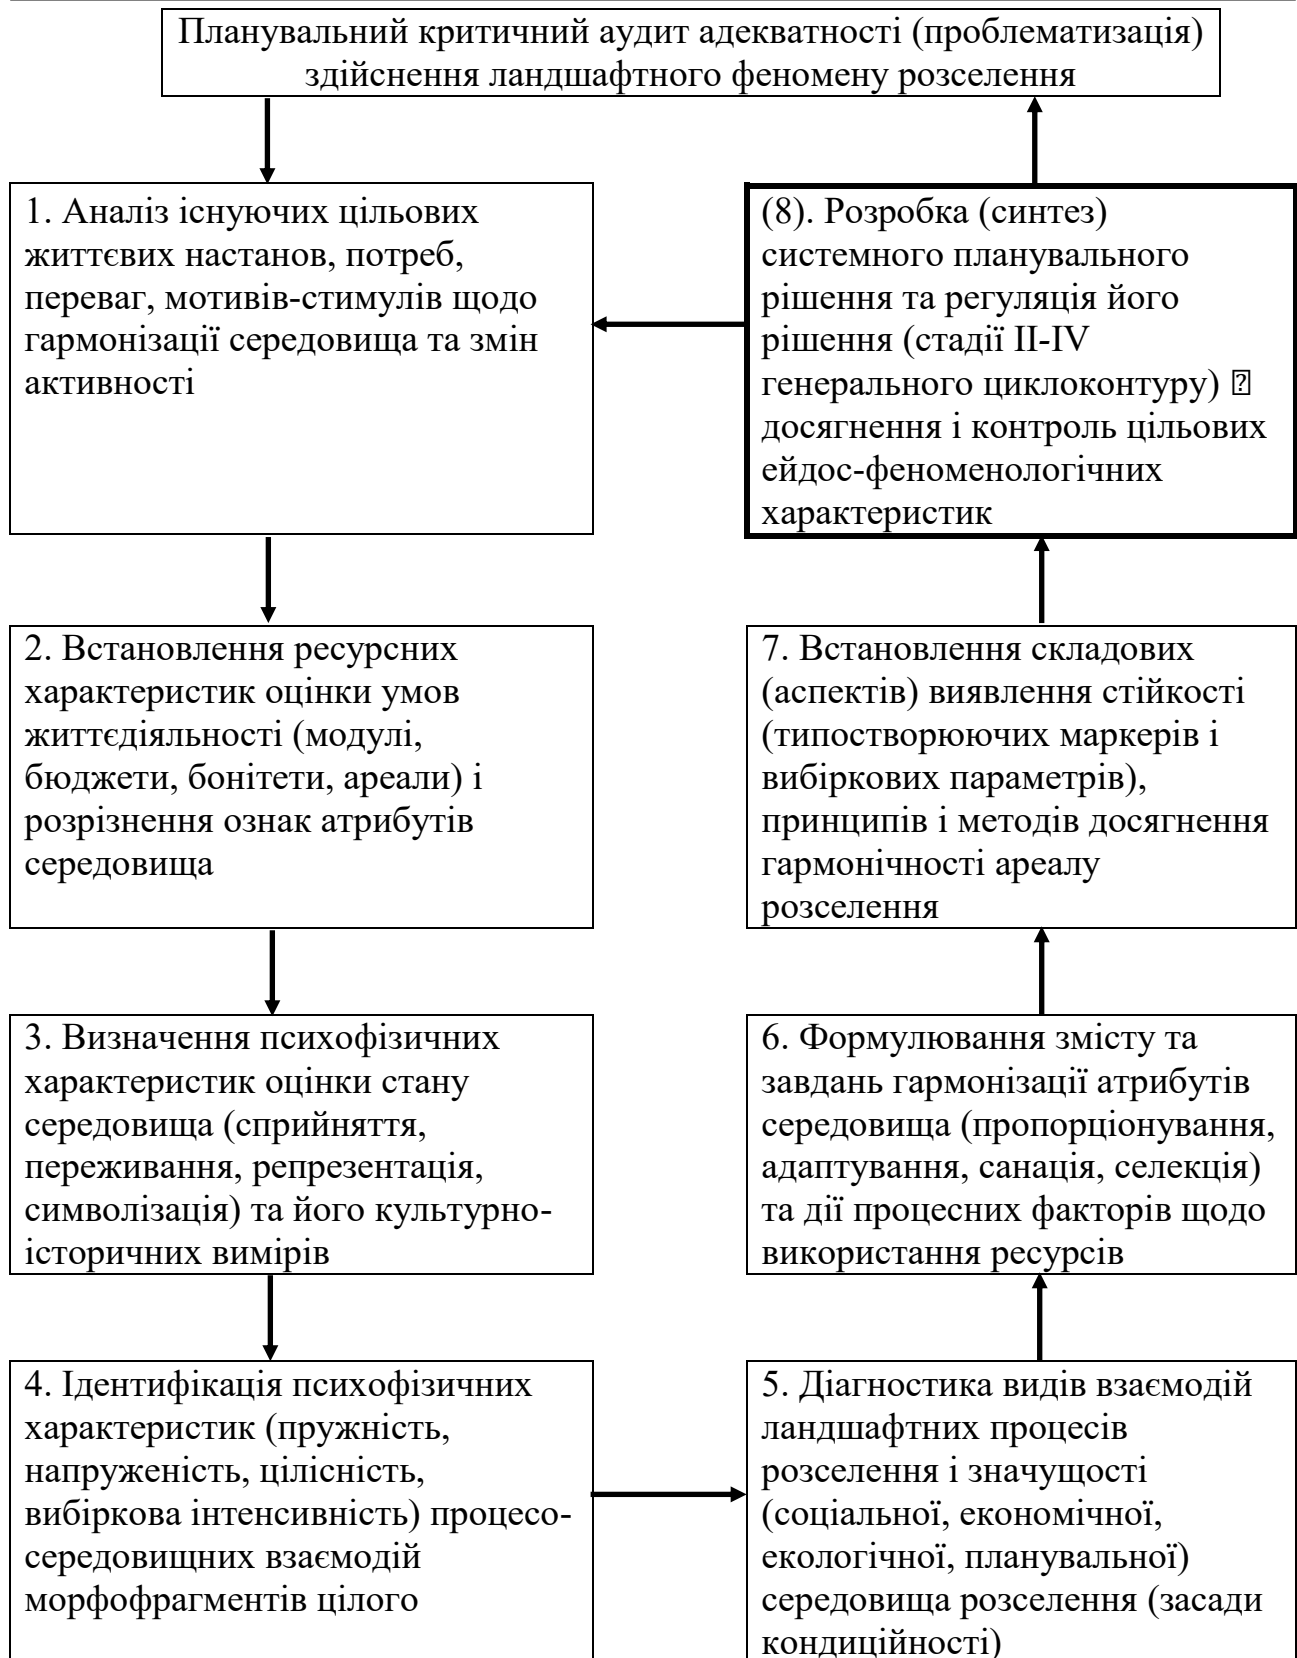 Планувальний критичний аудит адекватності (проблематизація)
здійснення ландшафтного феномену розселення
1. Аналіз існуючих цільових
життєвих настанов, потреб,
переваг, мотивів-стимулів щодо
гармонізації середовища та змін
активності
(8). Розробка (синтез)
системного планувального
рішення та регуляція його
рішення (стадії II-IV
генерального циклоконтуру) ⍰
досягнення і контроль цільових
ейдос-феноменологічних
характеристик
2. Встановлення ресурсних
характеристик оцінки умов
життєдіяльності (модулі,
бюджети, бонітети, ареали) і
розрізнення ознак атрибутів
середовища
7. Встановлення складових
(аспектів) виявлення стійкості
(типостворюючих маркерів і
вибіркових параметрів),
принципів і методів досягнення
гармонічності ареалу
розселення
3. Визначення психофізичних
характеристик оцінки стану
середовища (сприйняття,
переживання, репрезентація,
символізація) та його культурно-
історичних вимірів
6. Формулювання змісту та
завдань гармонізації атрибутів
середовища (пропорціонування,
адаптування, санація, селекція)
та дії процесних факторів щодо
використання ресурсів
4. Ідентифікація психофізичних
характеристик (пружність,
напруженість, цілісність,
вибіркова інтенсивність) процесо-
середовищних взаємодій
морфофрагментів цілого
5. Діагностика видів взаємодій
ландшафтних процесів
розселення і значущості
(соціальної, економічної,
екологічної, планувальної)
середовища розселення (засади
кондиційності)